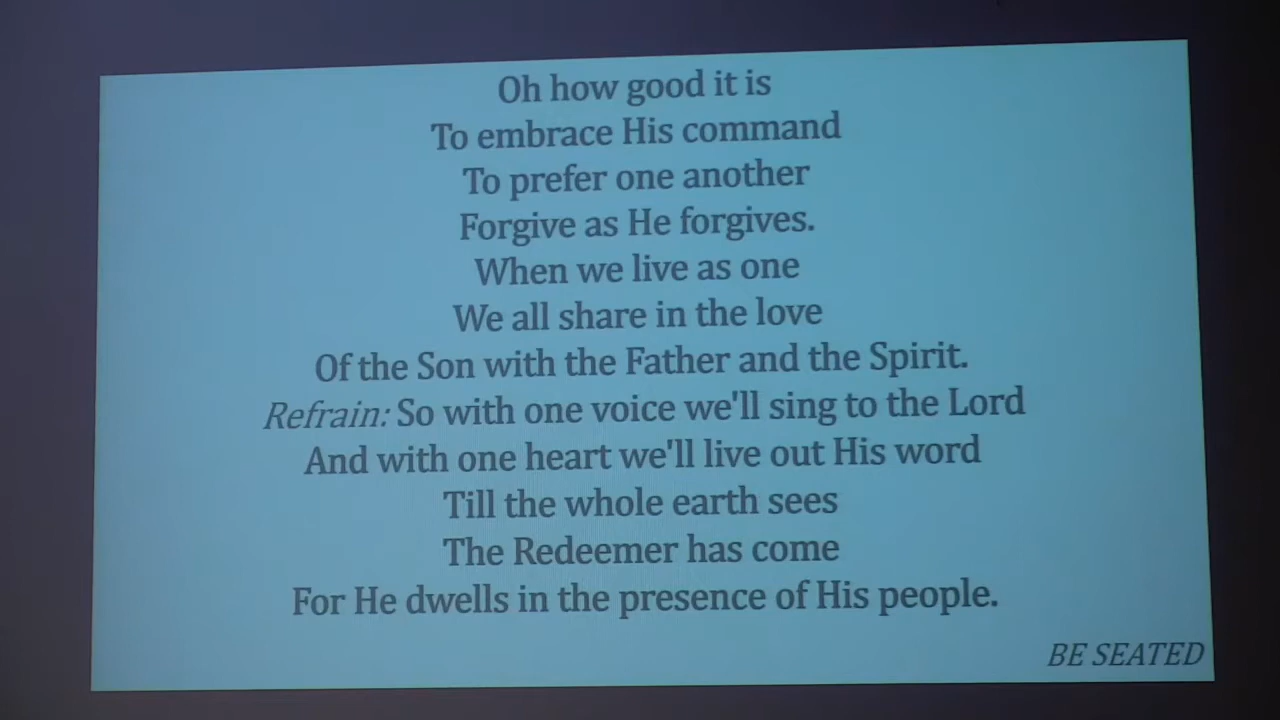 Oh how good it is
To embrace His command
To prefer one another
Forgive as He forgives.
When we live as one
We all share in the love
Of the Son with the Father and the Spirit.
Refrain: So with one voice we'll sing to the Lord
And with one heart we'll live out His word
Till the whole earth sees
The Redeemer has come
For He dwells in the presence of His people.
BE SEATED